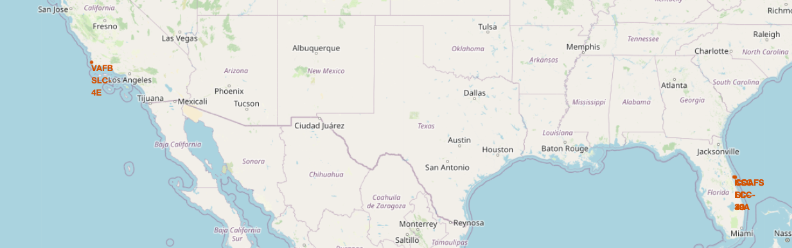 San Jose
California
Fresno
Las Vegas
VAFB
SLC-
4E
Los Angeles
Tijuana
Mexicali
Baja California
Baja California
Sur
Phoenix
Arizona
Tucson
Sonora
Albuquerque
New Mexico
Ciudad Juárez
Chihuahua
Coahuila
de Zaragoza
Monterrey
Saltillo
Reynosa
Tamaulipas
Texas
Dallas
Austin
San Antonio
Houston
Tulsa
Oklahoma
Arkansas
Memphis
Tennessee
Mississippi
Alabama
Georgia
Louisiana
Baton Rouge
Atlanta
Charlotte
Raleigh
North Carolina
South Carolina
Jacksonville
Florida
Miami
Nass